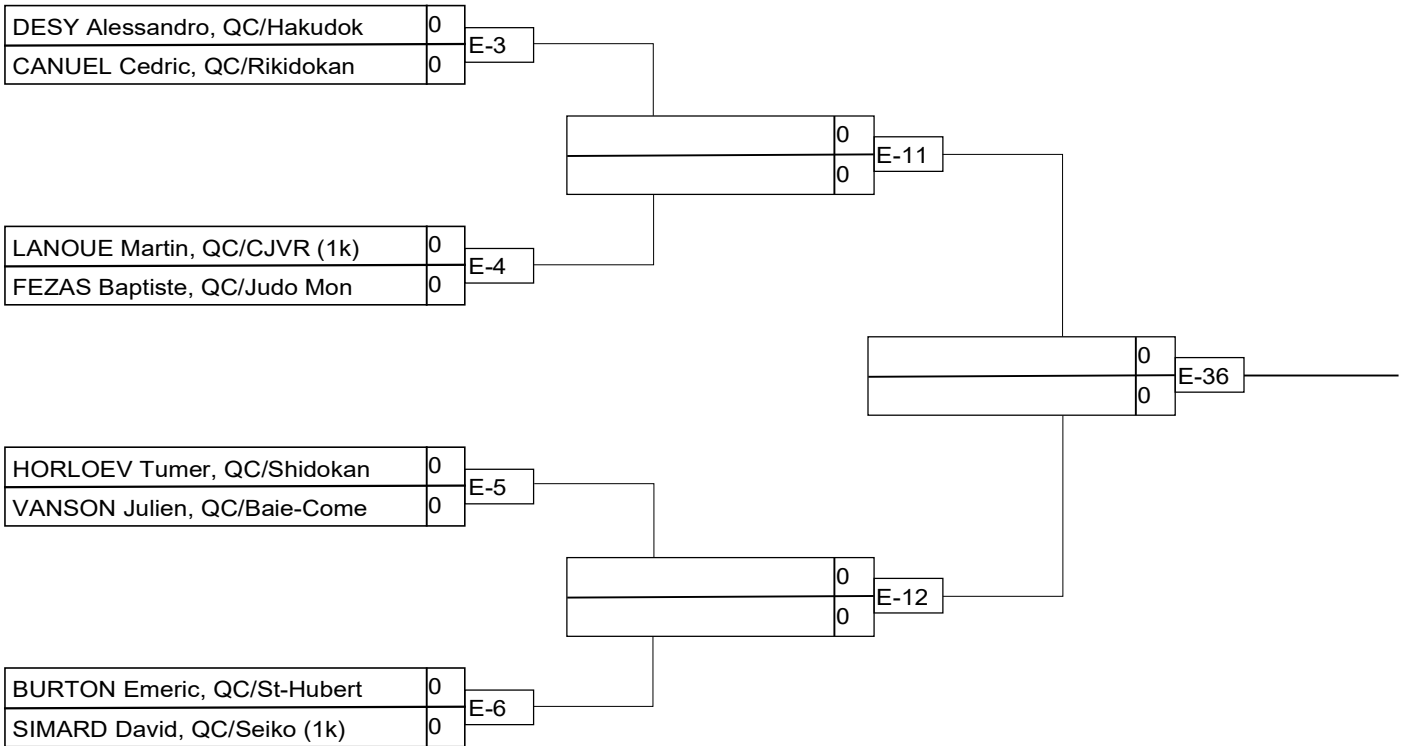 DESY Alessandro, QC/Hakudok 0
E-3
CANUEL Cedric, QC/Rikidokan 0
0
E-11
0
LANOUE Martin, QC/CJVR (1k) 0
E-4
FEZAS Baptiste, QC/Judo Mon 0
0
E-36
0
HORLOEV Tumer, QC/Shidokan 0
E-5
VANSON Julien, QC/Baie-Come 0
0
E-12
0
BURTON Emeric, QC/St-Hubert 0
E-6
SIMARD David, QC/Seiko (1k) 0